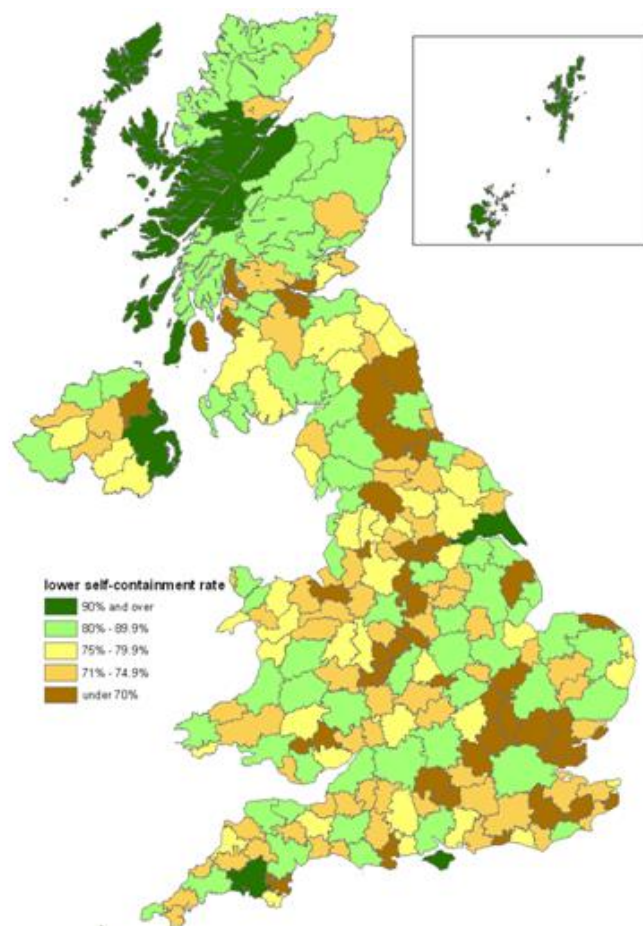 lower self-containment rate
90% and over
80% - 89.9%
75% - 79.9%
71% - 74.9%
under 70%